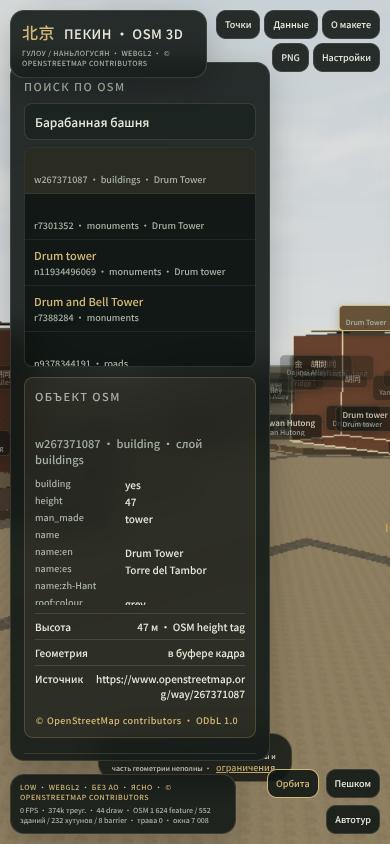 北京 ПЕКИН • OSM 3D
ГУЛОУ / НАНЬЛОГУСЯН • WEBGL2 • ©
OPENSTREETMAP CONTRIBUTORS
Точки
Данные
О макете
PNG
Настройки
ПОИСК ПО OSM
Барабанная башня
w267371087 • buildings • Drum Tower
r7301352 • monuments • Drum Tower
Drum tower
n11934496069 • monuments • Drum tower
Drum and Bell Tower
r7388284 • monuments
n9378344191 • roads
ОБЪЕКТ OSM
w267371087 • building • слой
buildings
building yes
height 47
man_made tower
name
name:en Drum Tower
name:es Torre del Tambor
name:zh-Hant
roof:colour grey
Высота 47 м • OSM height tag
Геометрия в буфере кадра
Источник https://www.openstreetmap.or
g/way/267371087
© OpenStreetMap contributors • ODbL 1.0
Drum Tower
胡同
wan Hutong
an Hutong
Drum tower
Drum tower
часть геометрии неполны • ограничения
LOW • WEBGL2 • БЕЗ AO • ЯСНО • ©
OPENSTREETMAP CONTRIBUTORS
0 FPS • 374k треуг. • 44 draw • OSM 1 624 feature / 552
зданий / 232 хутунов / 8 barrier • трава 0 • окна 7 008
Орбита
Пешком
Автотур